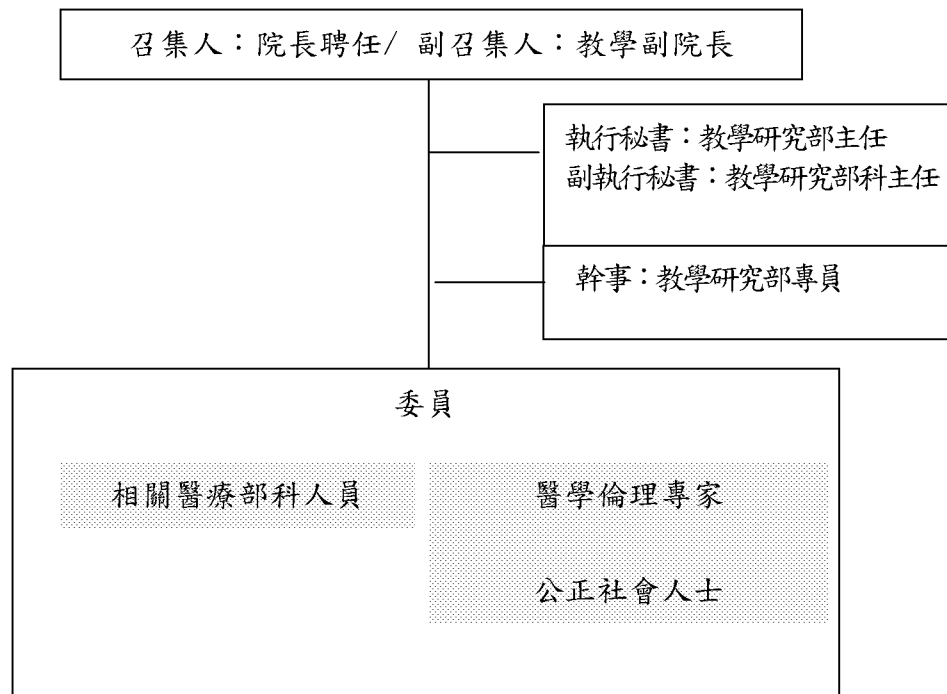 召集人：院長聘任/ 副召集人：教學副院長
執行秘書：教學研究部主任
副執行秘書：教學研究部科主任
幹事：教學研究部專員
委員
相關醫療部科人員
醫學倫理專家
公正社會人士